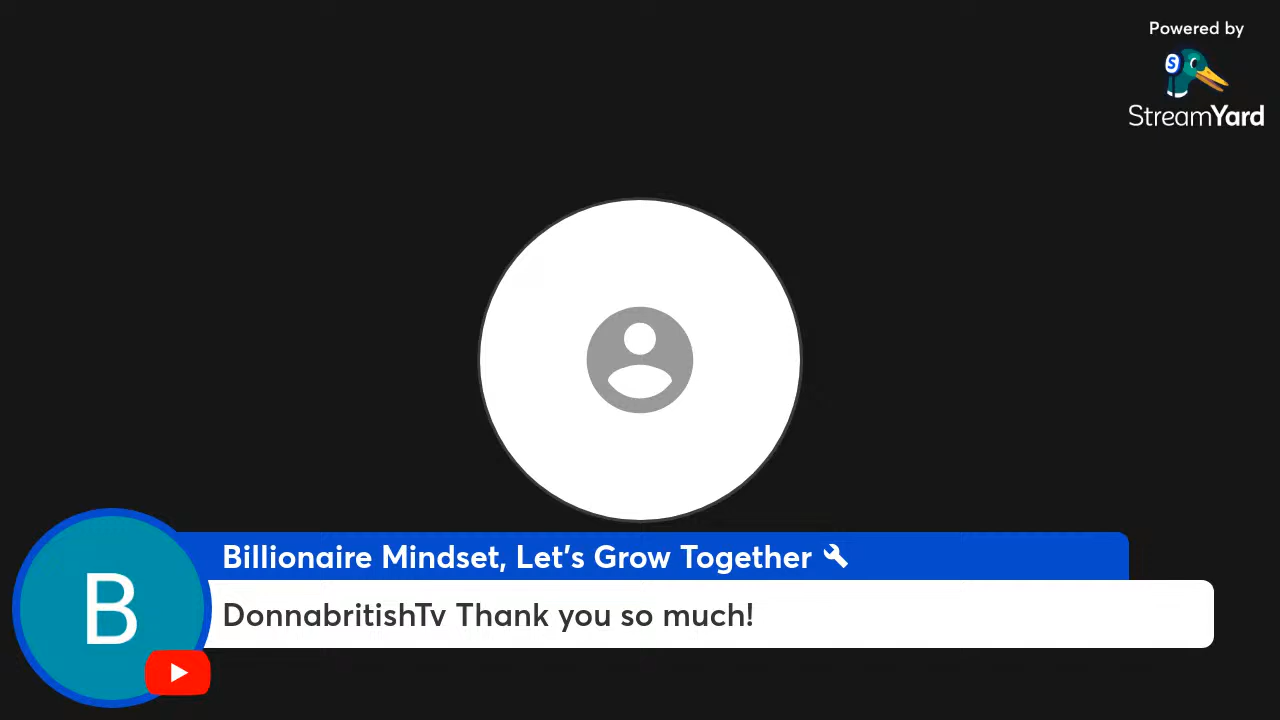 Powered by
S
StreamYard
Billionaire Mindset, Let's Grow Together
B
DonnabritishTv Thank you so much!